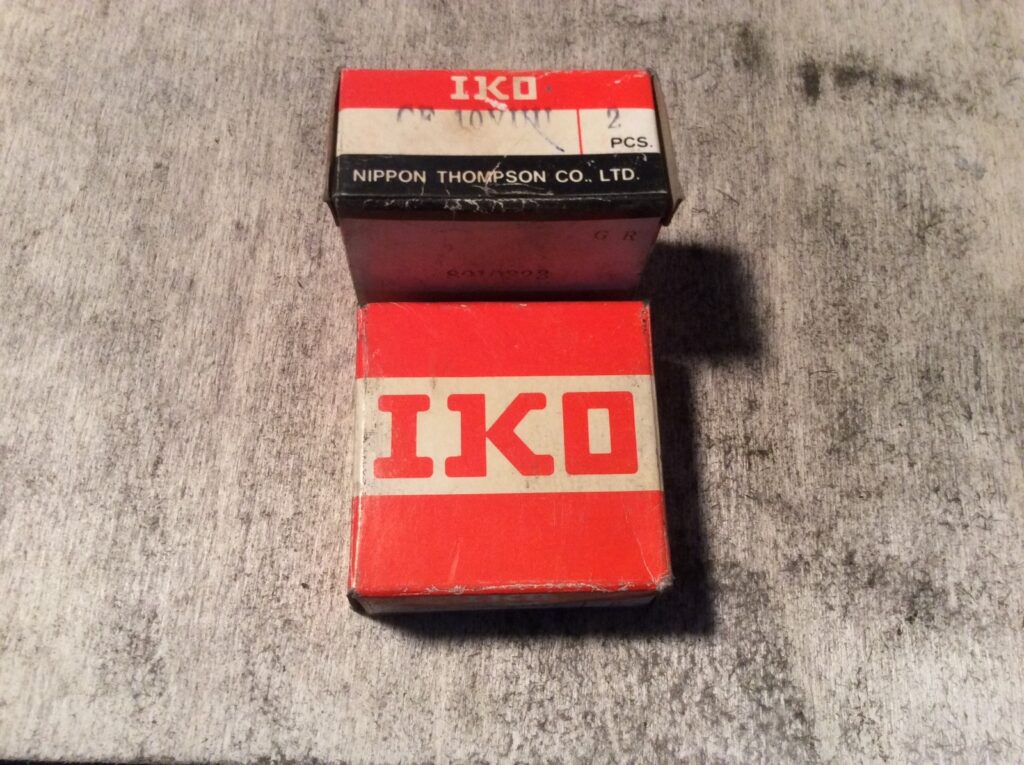 IKO
2
PCS.
NIPPON THOMPSON CO., LTD.
G R
IKO